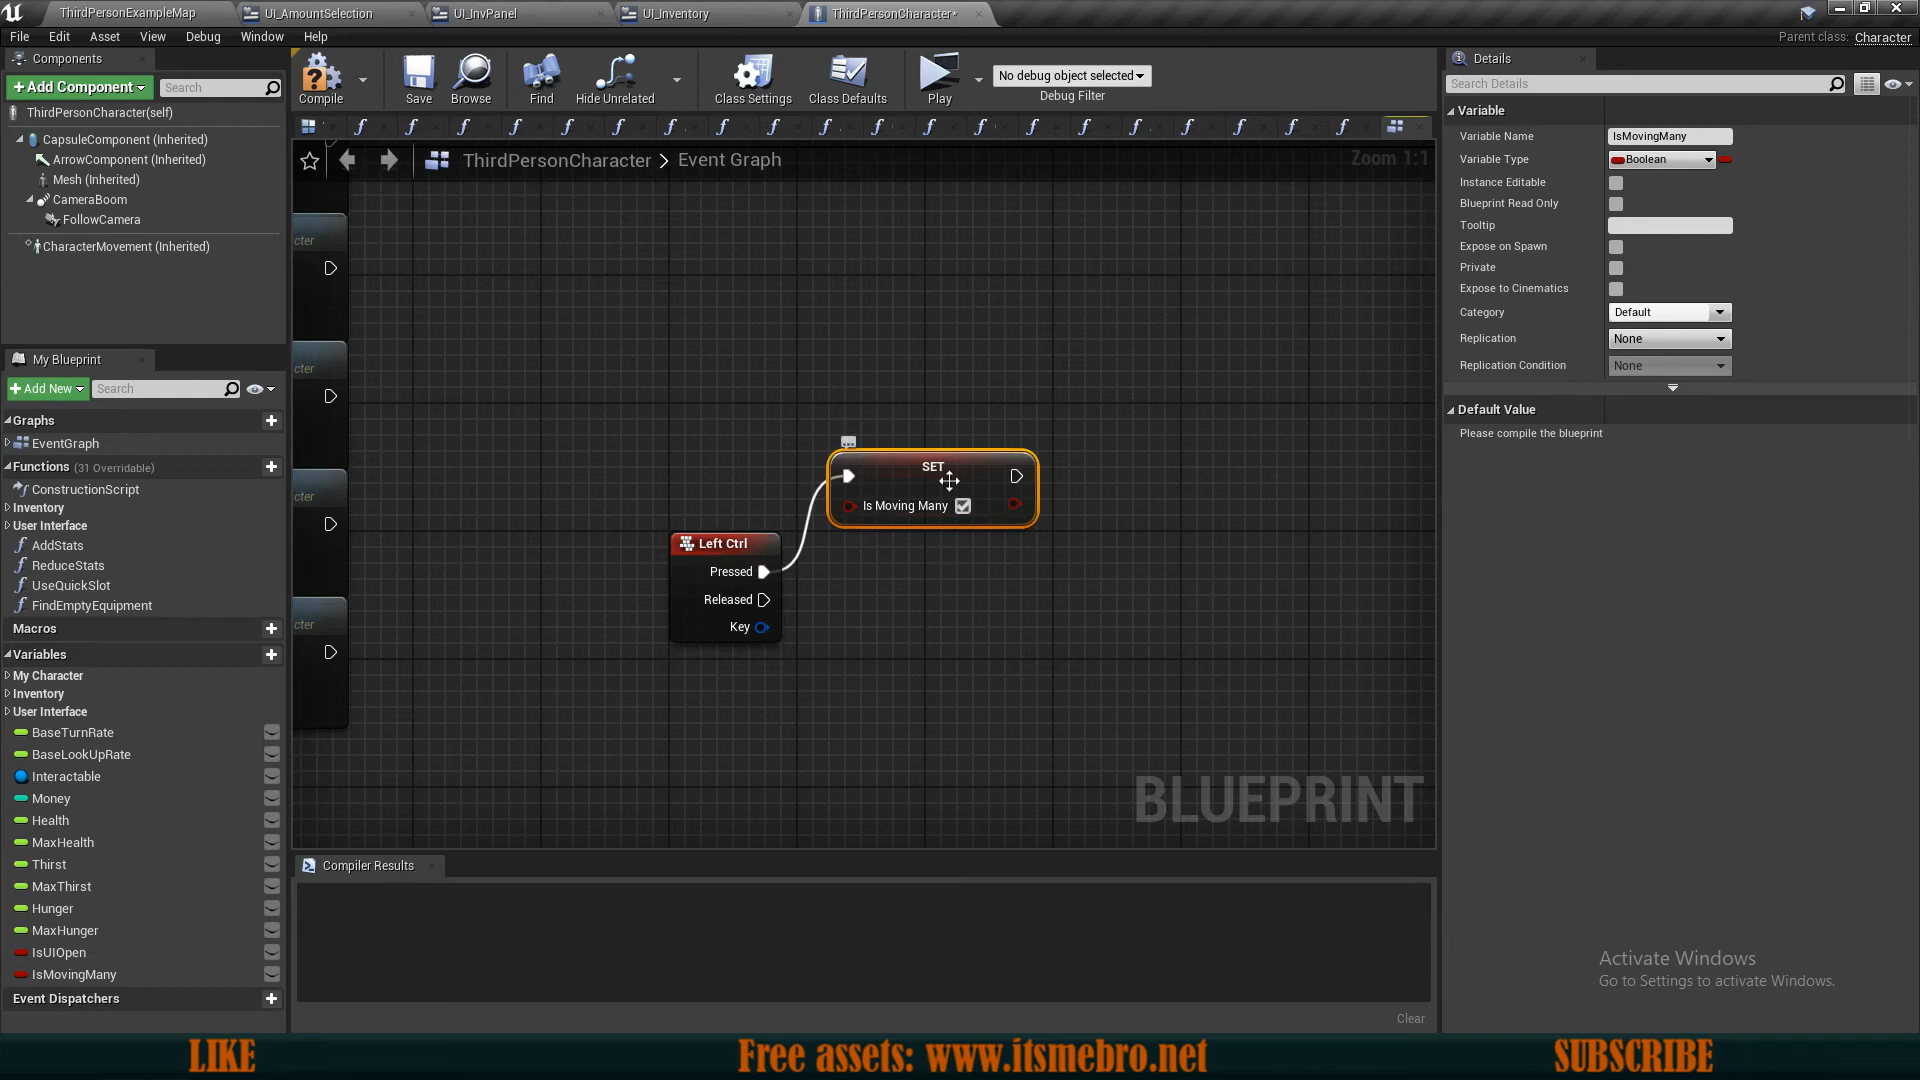 ThirdPersonExampleMap
UI_AmountSelection
UI_InvPanel
UI_Inventory
ThirdPersonCharacter*
File Edit Asset View Debug Window Help
Parent class: Character
Components
+Add Component
Search
ThirdPersonCharacter(self)
CapsuleComponent (Inherited)
ArrowComponent (Inherited)
Mesh (Inherited)
CameraBoom
FollowCamera
CharacterMovement (Inherited)
Compile
Save
Browse
Find
Hide Unrelated
Class Settings
Class Defaults
Play
No debug object selected
Debug Filter
ThirdPersonCharacter > Event Graph
Zoom 1:1
cter
cter
cter
cter
SET
Is Moving Many
Left Ctrl
Pressed
Released
Key
BLUEPRINT
My Blueprint
+Add New
Search
Graphs
EventGraph
Functions (31 Overridable)
ConstructionScript
Inventory
User Interface
AddStats
ReduceStats
UseQuickSlot
FindEmptyEquipment
Macros
Variables
My Character
Inventory
User Interface
BaseTurnRate
BaseLookUpRate
Interactable
Money
Health
MaxHealth
Thirst
MaxThirst
Hunger
MaxHunger
IsUIOpen
IsMovingMany
Event Dispatchers
Compiler Results
Clear
Details
Search Details
Variable
Variable Name IsMovingMany
Variable Type Boolean
Instance Editable
Blueprint Read Only
Tooltip
Expose on Spawn
Private
Expose to Cinematics
Category Default
Replication None
Replication Condition None
Default Value
Please compile the blueprint
Activate Windows
Go to Settings to activate Windows.
LIKE
Free assets: www.itsmebro.net
SUBSCRIBE